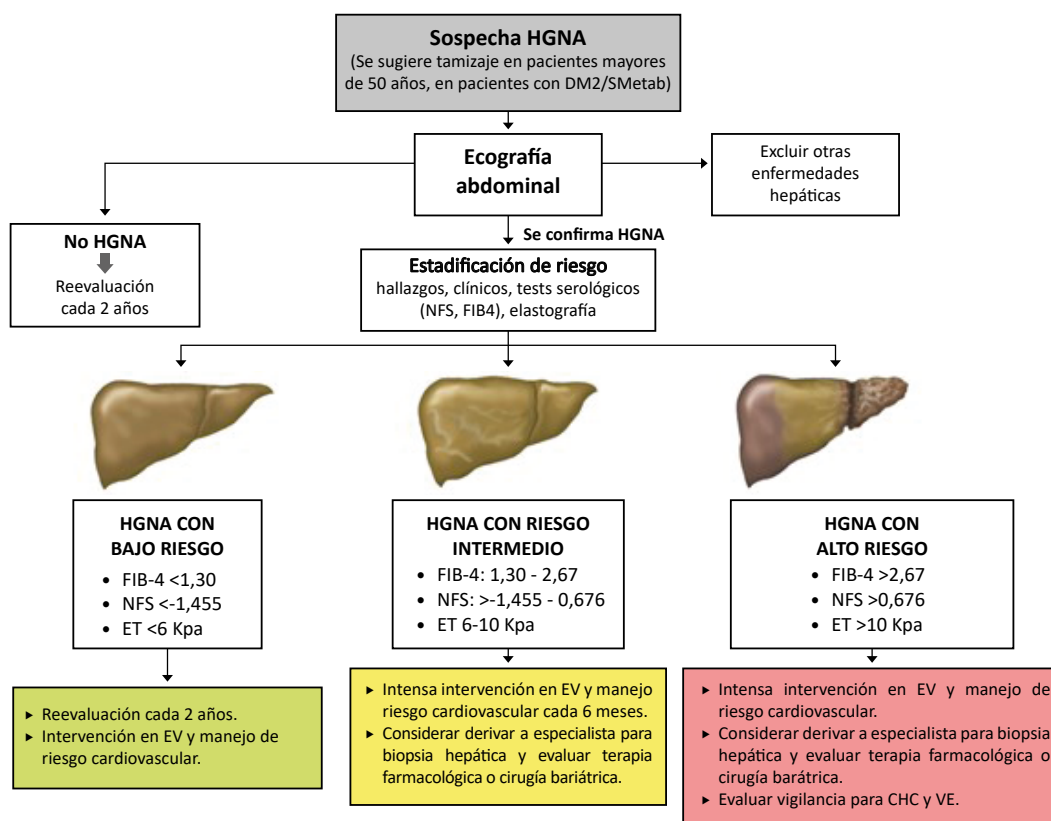 Sospecha HGNA
(Se sugiere tamizaje en pacientes mayores
de 50 años, en pacientes con DM2/SMetab)
Ecografía
abdominal
Excluir otras
enfermedades
hepáticas
No HGNA
Reevaluación
cada 2 años
Se confirma HGNA
Estadificación de riesgo
hallazgos, clínicos, tests serológicos
(NFS, FIB4), elastografía
HGNA CON
BAJO RIESGO
• FIB-4 <1,30
• NFS <-1,455
• ET <6 Kpa
HGNA CON RIESGO
INTERMEDIO
• FIB-4: 1,30 - 2,67
• NFS: >-1,455 - 0,676
• ET 6-10 Kpa
HGNA CON
ALTO RIESGO
• FIB-4 >2,67
• NFS >0,676
• ET >10 Kpa
▸ Reevaluación cada 2 años.
▸ Intervención en EV y manejo de
riesgo cardiovascular.
▸ Intensa intervención en EV y manejo
riesgo cardiovascular cada 6 meses.
▸ Considerar derivar a especialista para
biopsia hepática y evaluar terapia
farmacológica o cirugía bariátrica.
▸ Intensa intervención en EV y manejo de
riesgo cardiovascular.
▸ Considerar derivar a especialista para biopsia
hepática y evaluar terapia farmacológica o
cirugía barátrica.
▸ Evaluar vigilancia para CHC y VE.